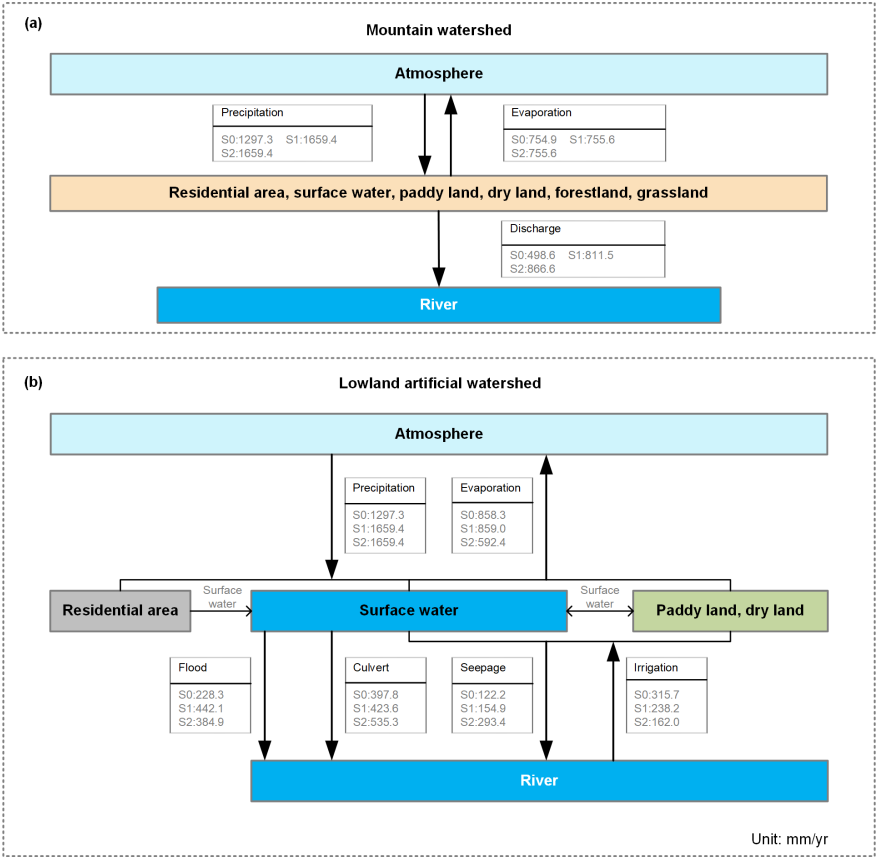 (a)
Mountain watershed
Atmosphere
Precipitation
S0:1297.3 S1:1659.4
S2:1659.4
Evaporation
S0:754.9 S1:755.6
S2:755.6
Residential area, surface water, paddy land, dry land, forestland, grassland
Discharge
S0:498.6 S1:811.5
S2:866.6
River
(b)
Lowland artificial watershed
Atmosphere
Precipitation
S0:1297.3
S1:1659.4
S2:1659.4
Evaporation
S0:858.3
S1:859.0
S2:592.4
Residential area
Surface
water
Surface water
Surface
water
Paddy land, dry land
Flood
S0:228.3
S1:442.1
S2:384.9
Culvert
S0:397.8
S1:423.6
S2:535.3
Seepage
S0:122.2
S1:154.9
S2:293.4
Irrigation
S0:315.7
S1:238.2
S2:162.0
River
Unit: mm/yr